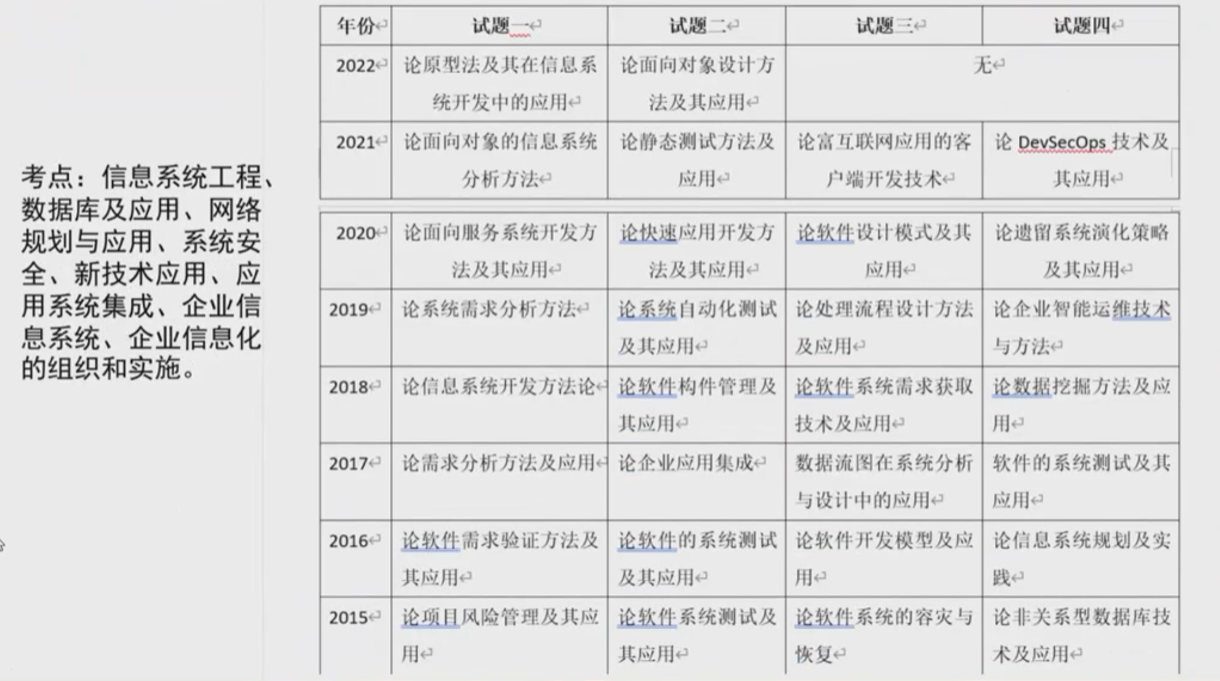 考点：信息系统工程、
数据库及应用、网络
规划与应用、系统安
全、新技术应用、应
用系统集成、企业信
息系统、企业信息化
的组织和实施。
年份 试题一 试题二 试题三 试题四
2022 论原型法及其在信息系 论面向对象设计方 无
统开发中的应用 法及其应用
2021 论面向对象的信息系统 论静态测试方法及 论富互联网应用的客 论 DevSecOps 技术及
分析方法 应用 户端开发技术 其应用
2020 论面向服务系统开发方 论快速应用开发方 论软件设计模式及其 论遗留系统演化策略
法及其应用 法及其应用 应用 及其应用
2019 论系统需求分析方法 论系统自动化测试 论处理流程设计方法 论企业智能运维技术
及其应用 及应用 与方法
2018 论信息系统开发方法论 论软件构件管理及 论软件系统需求获取 论数据挖掘方法及应
其应用 技术及应用 用
2017 论需求分析方法及应用 论企业应用集成 数据流图在系统分析 软件的系统测试及其
与设计中的应用 应用
2016 论软件需求验证方法及 论软件的系统测试 论软件开发模型及应 论信息系统规划及实
其应用 及其应用 用 践
2015 论项目风险管理及其应 论软件系统测试及 论软件系统的容灾与 论非关系型数据库技
用 其应用 恢复 术及应用